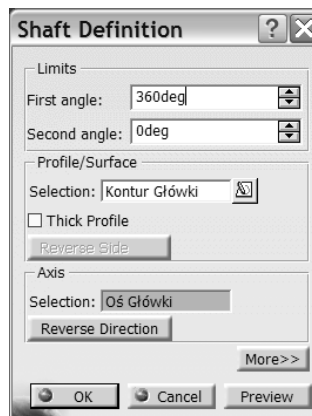 Shaft Definition ?
Limits
First angle: 360deg
Second angle: 0deg
Profile/Surface
Selection: Kontur Główki
Thick Profile
Reverse Side
Axis
Selection: Oś Główki
Reverse Direction
More>>
OK Cancel Preview